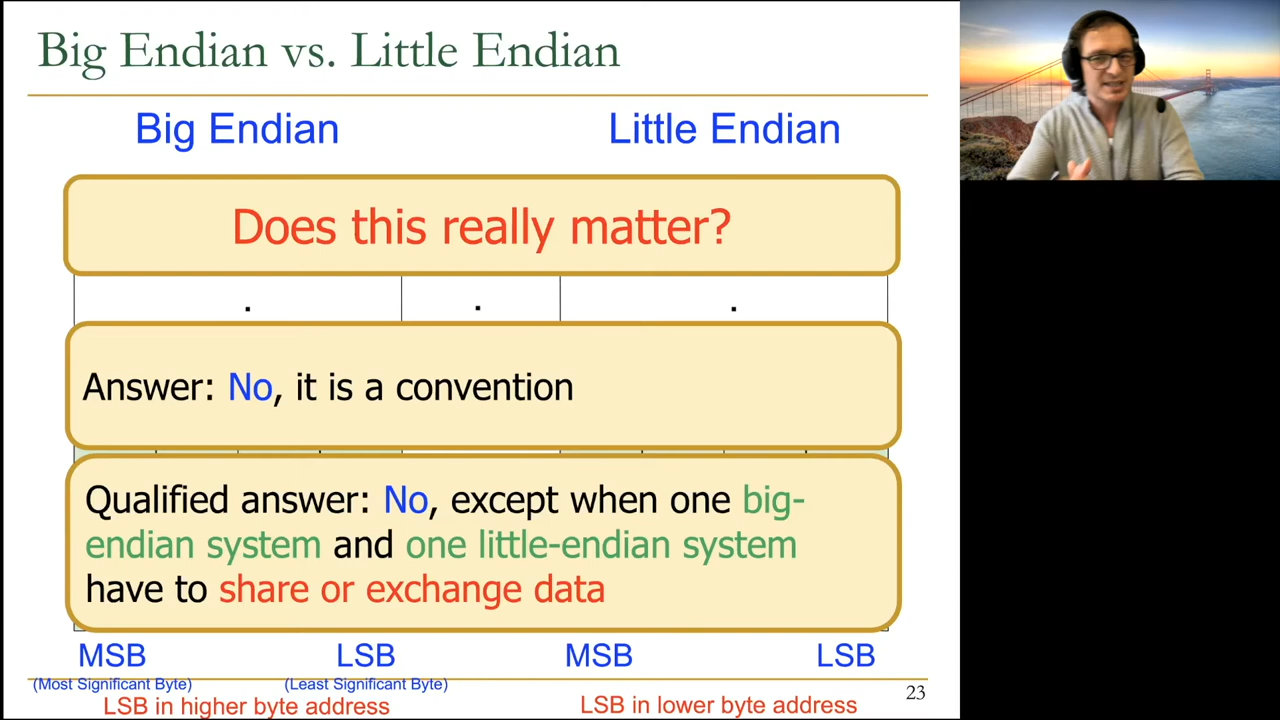 Big Endian vs. Little Endian
Big Endian
Little Endian
Does this really matter?
. . .
Answer: No, it is a convention
Qualified answer: No, except when one big-
endian system and one little-endian system
have to share or exchange data
MSB LSB MSB LSB
(Most Significant Byte) (Least Significant Byte)
LSB in higher byte address
LSB in lower byte address
23